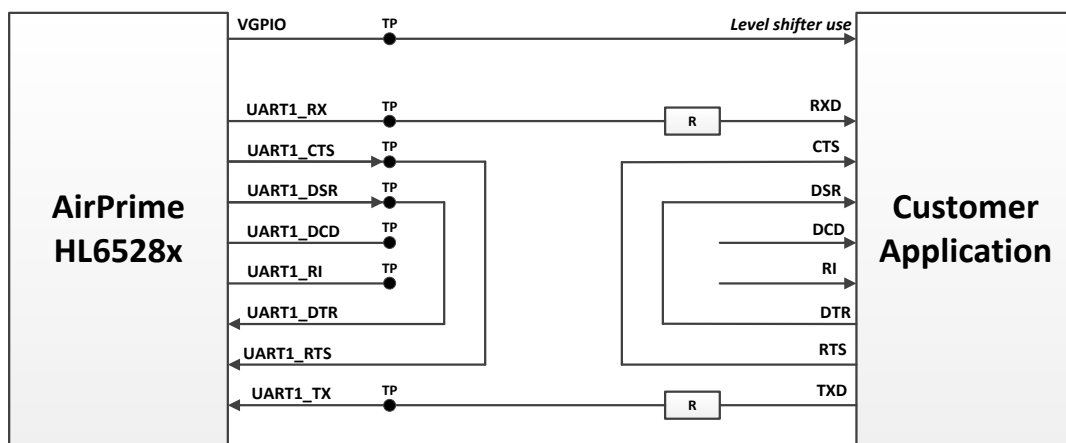 VGPIO
TP
Level shifter use
UART1_RX
TP
R
RXD
UART1_CTS
TP
CTS
UART1_DSR
TP
DSR
AirPrime
HL6528x
UART1_DCD
TP
DCD
Customer
Application
UART1_RI
TP
RI
UART1_DTR
DTR
UART1_RTS
RTS
UART1_TX
TP
R
TXD